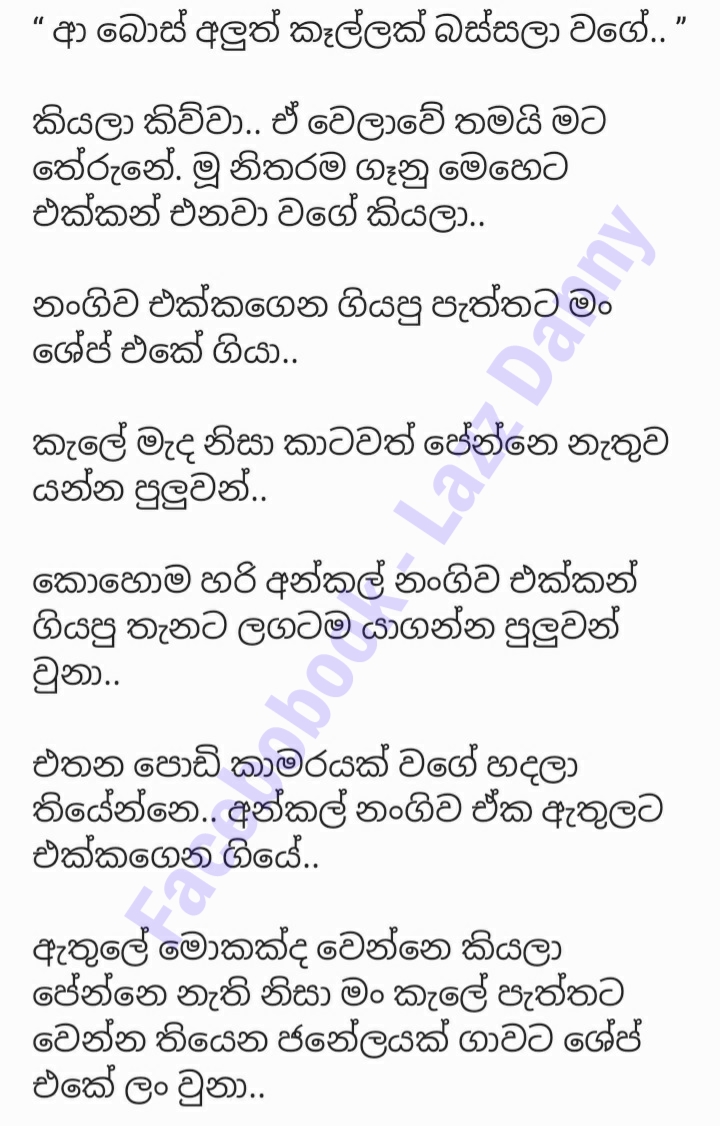 “ ආ බොස් අලුත් කෑල්ලක් බස්සලා වගේ.. ”
කියලා කිව්වා.. ඒ වෙලාවේ තමයි මට
තේරුනේ. මූ නිතරම ගෑනු මෙහෙට
එක්කන් එනවා වගේ කියලා..
නංගිව එක්කගෙන ගියපු පැත්තට මං
ශේප් එකේ ගියා..
කැලේ මැද නිසා කාටවත් පේන්නෙ නැතුව
යන්න පුලුවන්..
කොහොම හරි අන්කල් නංගිව එක්කන්
ගියපු තැනට ලගටම යාගන්න පුලුවන්
වුනා..
එතන පොඩි කාමරයක් වගේ හදලා
තියේන්නෙ.. අන්කල් නංගිව ඒක ඇතුලට
එක්කගෙන ගියේ..
ඇතුලේ මොකක්ද වෙන්නෙ කියලා
පේන්නෙ නැති නිසා මං කැලේ පැත්තට
වෙන්න තියෙන ජනේලයක් ගාවට ශේප්
එකේ ලං වුනා..
Facebobook - Lazz Danny